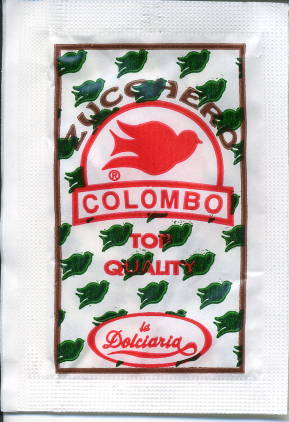 ZUCCHERO
®
COLOMBO
TOP
QUALITY
la
Dolciaria